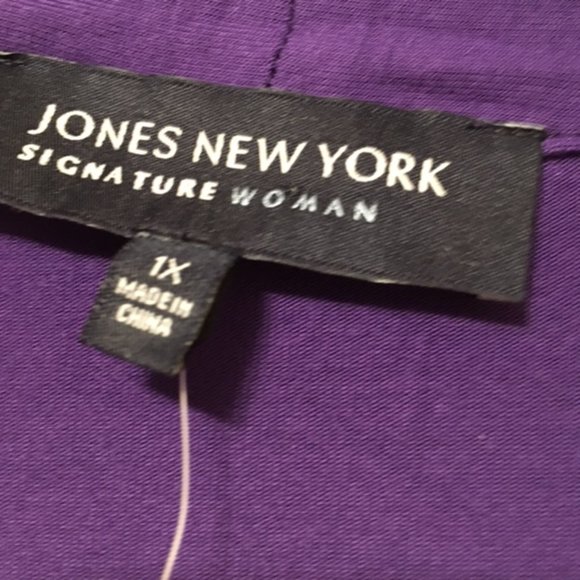 JONES NEW YORK
SIGNATURE WOMAN
1X
MADE IN
CHINA